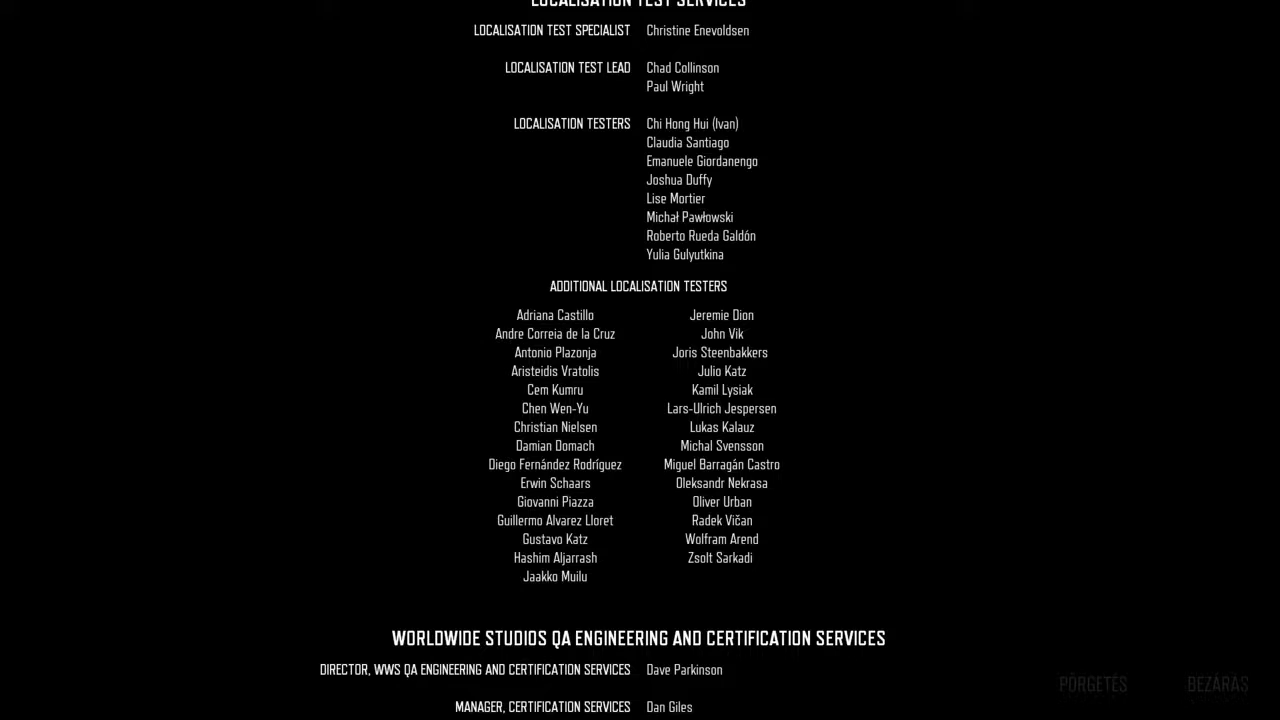 LOCALISATION TEST SERVICES
LOCALISATION TEST SPECIALIST Christine Enevoldsen
LOCALISATION TEST LEAD Chad Collinson
Paul Wright
LOCALISATION TESTERS Chi Hong Hui (Ivan)
Claudia Santiago
Emanuele Giordanengo
Joshua Duffy
Lise Mortier
Michał Pawłowski
Roberto Rueda Galdón
Yulia Gulyutkina
ADDITIONAL LOCALISATION TESTERS
Adriana Castillo
Andre Correia de la Cruz
Antonio Plazonja
Aristeidis Vratolis
Cem Kumru
Chen Wen-Yu
Christian Nielsen
Damian Domach
Diego Fernández Rodríguez
Erwin Schaars
Giovanni Piazza
Guillermo Alvarez Lloret
Gustavo Katz
Hashim Aljarrash
Jaakko Muilu
Jeremie Dion
John Vik
Joris Steenbakkers
Julio Katz
Kamil Lysiak
Lars-Ulrich Jespersen
Lukas Kalauz
Michal Svensson
Miguel Barragán Castro
Oleksandr Nekrasa
Oliver Urban
Radek Vičan
Wolfram Arend
Zsolt Sarkadi
WORLDWIDE STUDIOS QA ENGINEERING AND CERTIFICATION SERVICES
DIRECTOR, WWS QA ENGINEERING AND CERTIFICATION SERVICES Dave Parkinson
MANAGER, CERTIFICATION SERVICES Dan Giles
PÖRGETÉS BEZÁRÁS